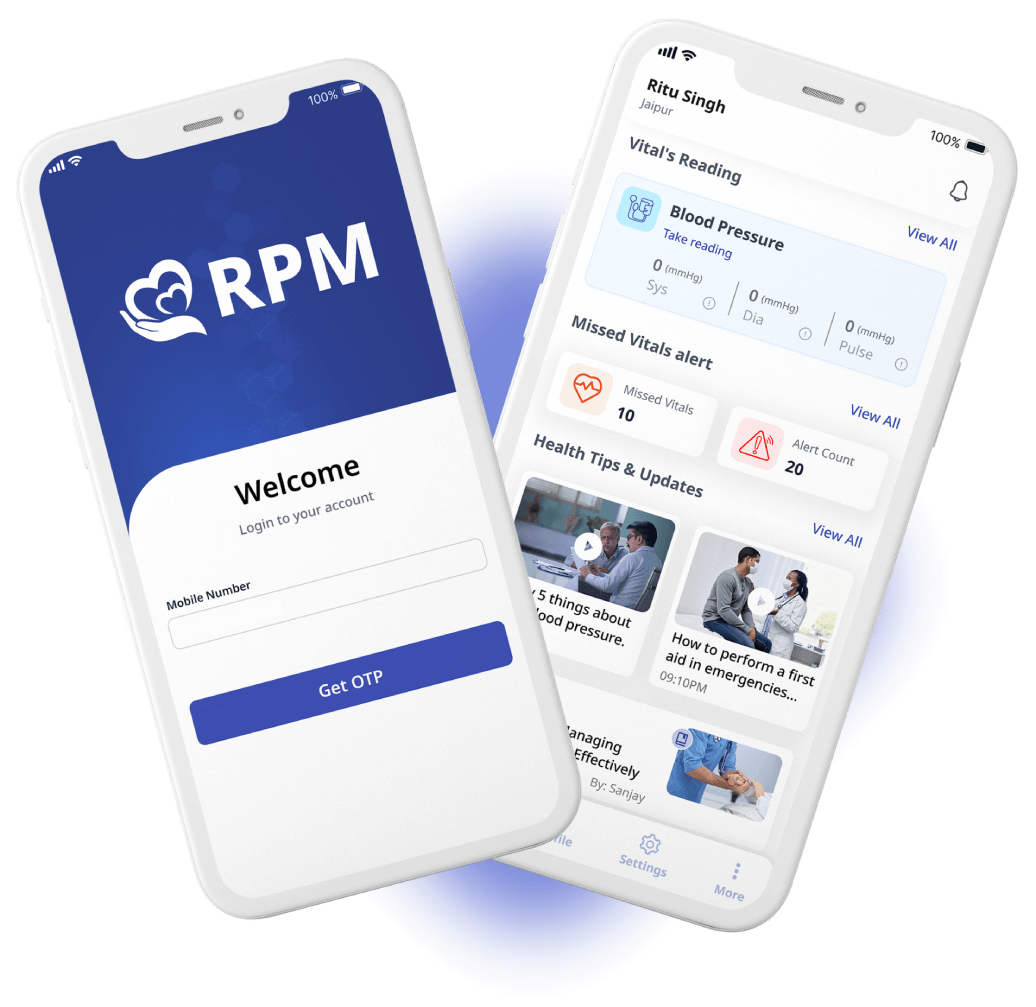 100%
RPM
Welcome
Login to your account
Mobile Number
Get OTP
Ritu Singh
Jaipur
100%
Vital's Reading
View All
Blood Pressure
Take reading
0 (mmHg)
Sys
0 (mmHg)
Dia
0 (mmHg)
Pulse
Missed Vitals alert
View All
Missed Vitals
10
Alert Count
20
Health Tips & Updates
View All
5 things about
pressure.
How to perform a first
aid in emergencies...
09:10PM
Effectively
By: Sanjay
Settings
More